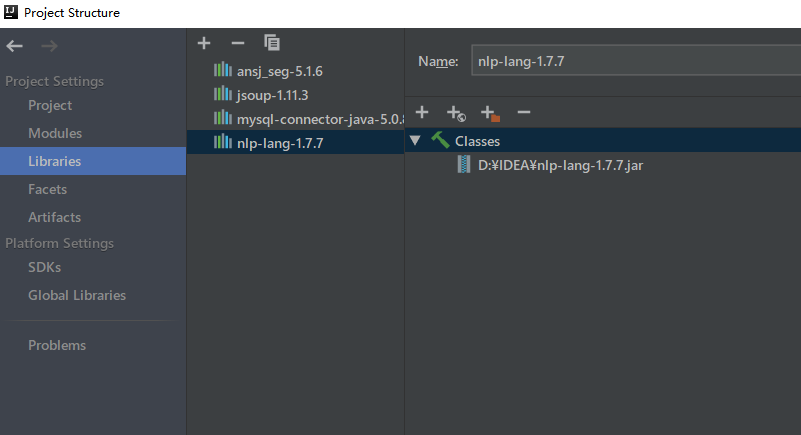 Project Structure
Project Settings
Project
Modules
Libraries
Facets
Artifacts
Platform Settings
SDKs
Global Libraries
Problems
ansj_seg-5.1.6
jsoup-1.11.3
mysql-connector-java-5.0.8
nlp-lang-1.7.7
Name: nlp-lang-1.7.7
Classes
D:¥IDEA¥nlp-lang-1.7.7.jar